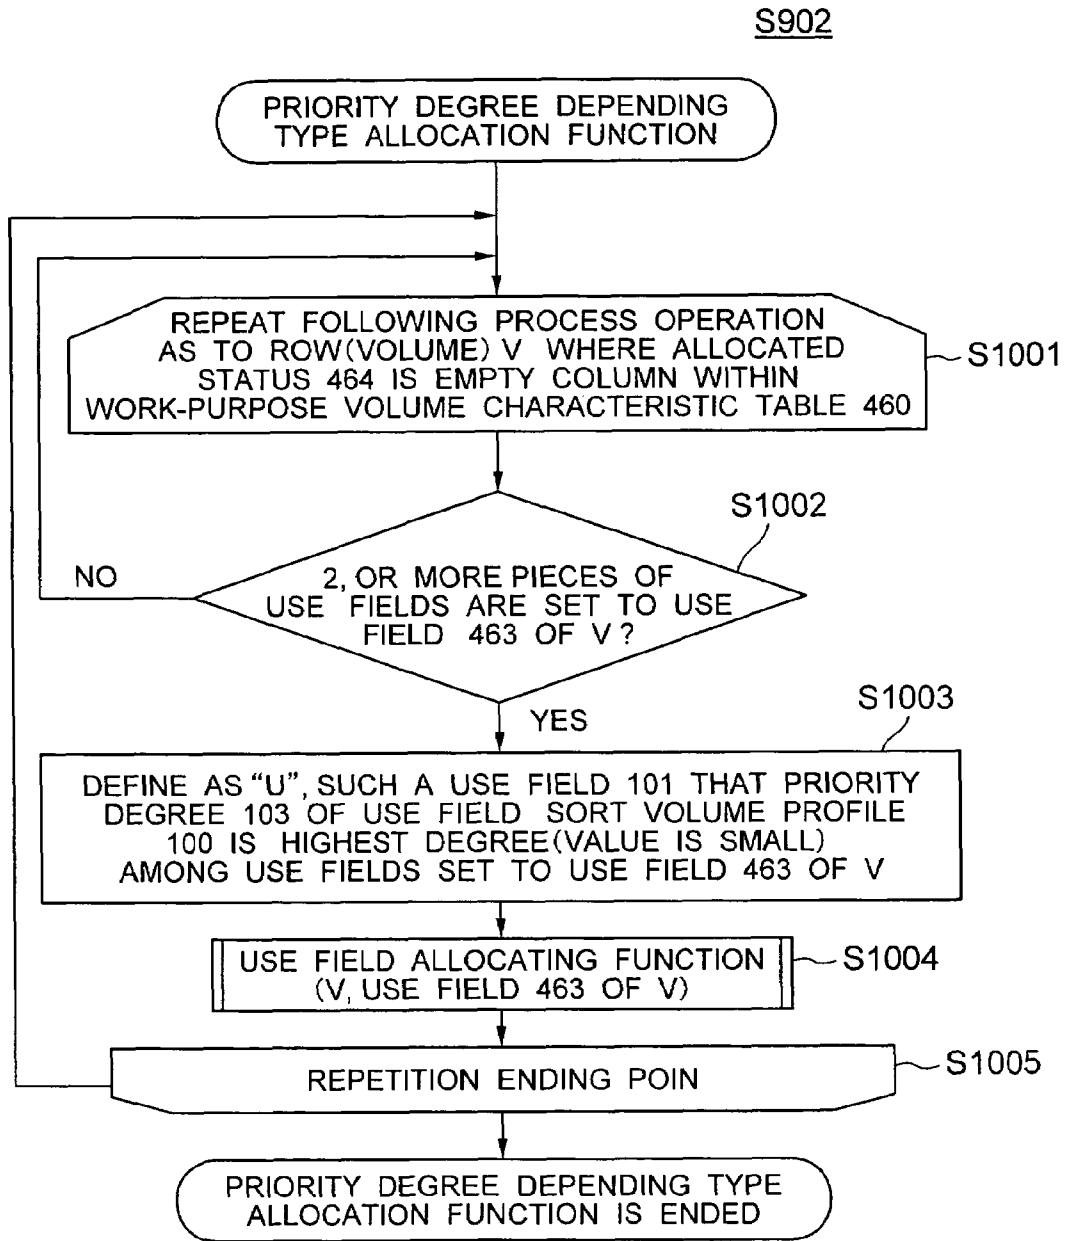 S902
PRIORITY DEGREE DEPENDING
TYPE ALLOCATION FUNCTION
REPEAT FOLLOWING PROCESS OPERATION
AS TO ROW(VOLUME) V WHERE ALLOCATED
STATUS 464 IS EMPTY COLUMN WITHIN
WORK-PURPOSE VOLUME CHARACTERISTIC TABLE 460
S1001
S1002
2, OR MORE PIECES OF
USE FIELDS ARE SET TO USE
FIELD 463 OF V?
NO
YES
S1003
DEFINE AS “U”, SUCH A USE FIELD 101 THAT PRIORITY
DEGREE 103 OF USE FIELD SORT VOLUME PROFILE
100 IS HIGHEST DEGREE(VALUE IS SMALL)
AMONG USE FIELDS SET TO USE FIELD 463 OF V
USE FIELD ALLOCATING FUNCTION
(V, USE FIELD 463 OF V)
S1004
REPETITION ENDING POIN
S1005
PRIORITY DEGREE DEPENDING TYPE
ALLOCATION FUNCTION IS ENDED